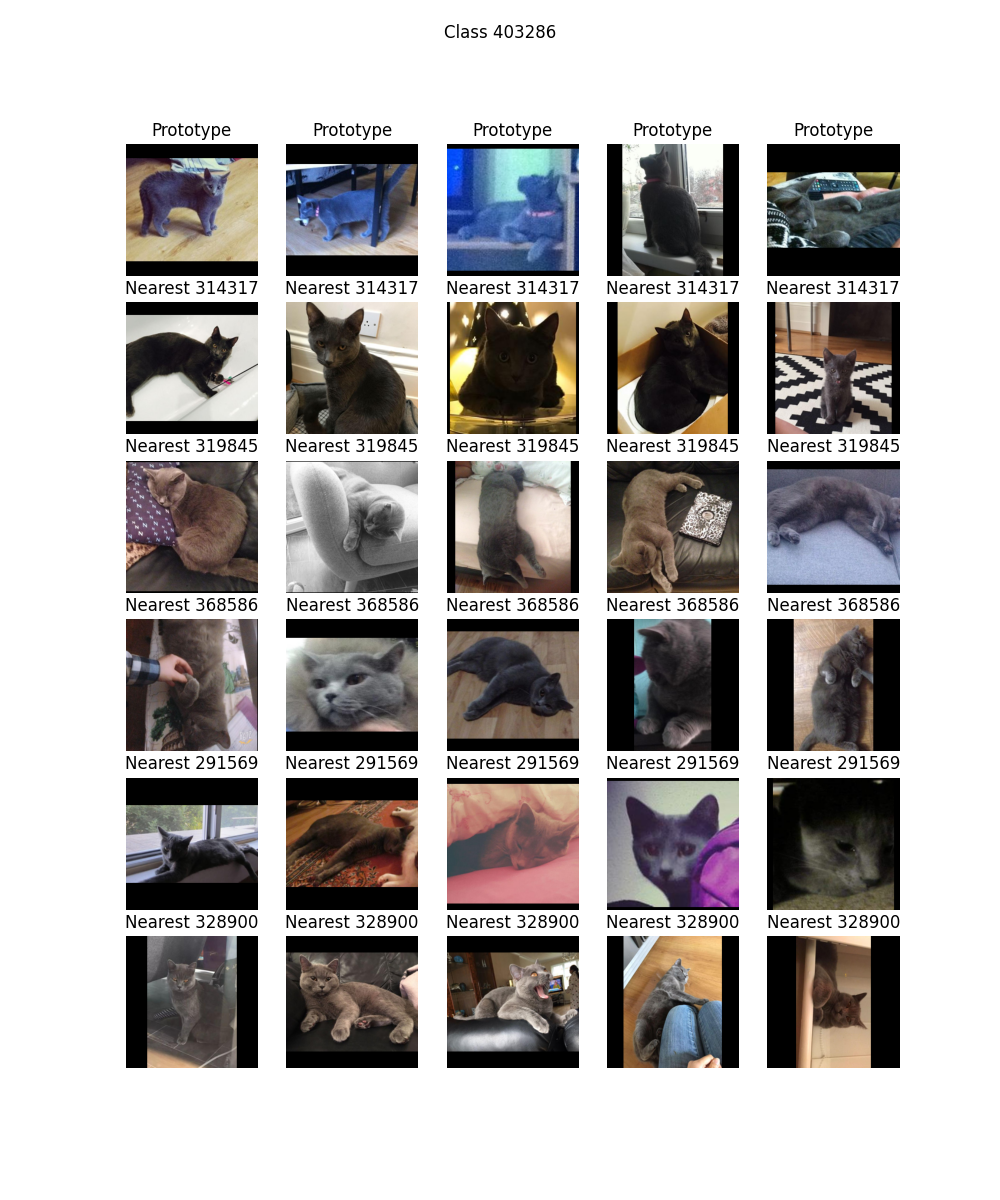 Class 403286
Prototype Prototype Prototype Prototype Prototype
Nearest 314317 Nearest 314317 Nearest 314317 Nearest 314317 Nearest 314317
Nearest 319845 Nearest 319845 Nearest 319845 Nearest 319845 Nearest 319845
Nearest 368586 Nearest 368586 Nearest 368586 Nearest 368586 Nearest 368586
Nearest 291569 Nearest 291569 Nearest 291569 Nearest 291569 Nearest 291569
Nearest 328900 Nearest 328900 Nearest 328900 Nearest 328900 Nearest 328900